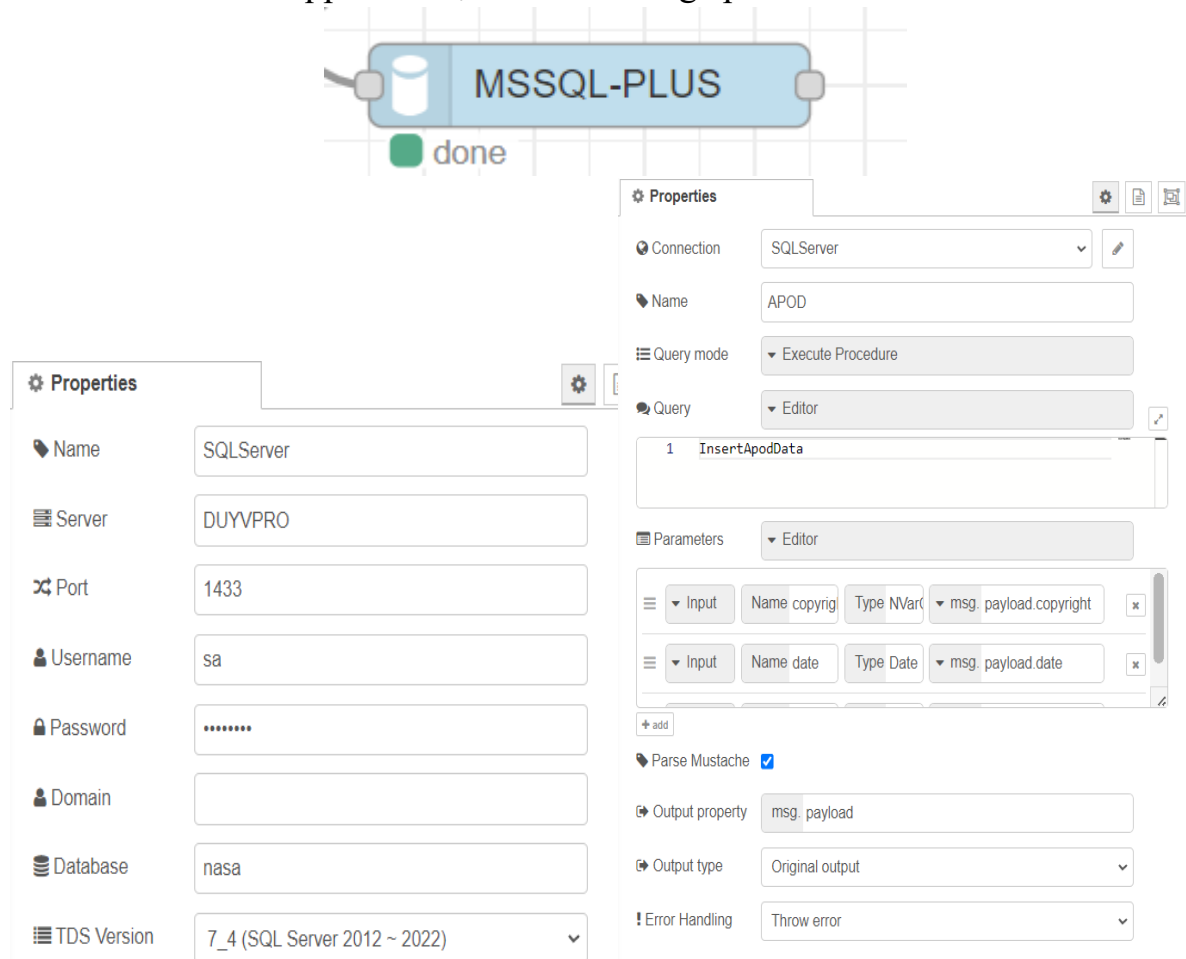 MSSQL-PLUS
done
Properties
Connection SQLServer
Name APOD
Query mode Execute Procedure
Query Editor
1 InsertApodData
Parameters Editor
Input Name copyrig Type NVar msg. payload.copyright x
Input Name date Type Date msg. payload.date x
+ add
Parse Mustache
Output property msg. payload
Output type Original output
Error Handling Throw error
Properties
Name SQLServer
Server DUYVPRO
Port 1433
Username sa
Password ••••••••
Domain
Database nasa
TDS Version 7_4 (SQL Server 2012 ~ 2022)